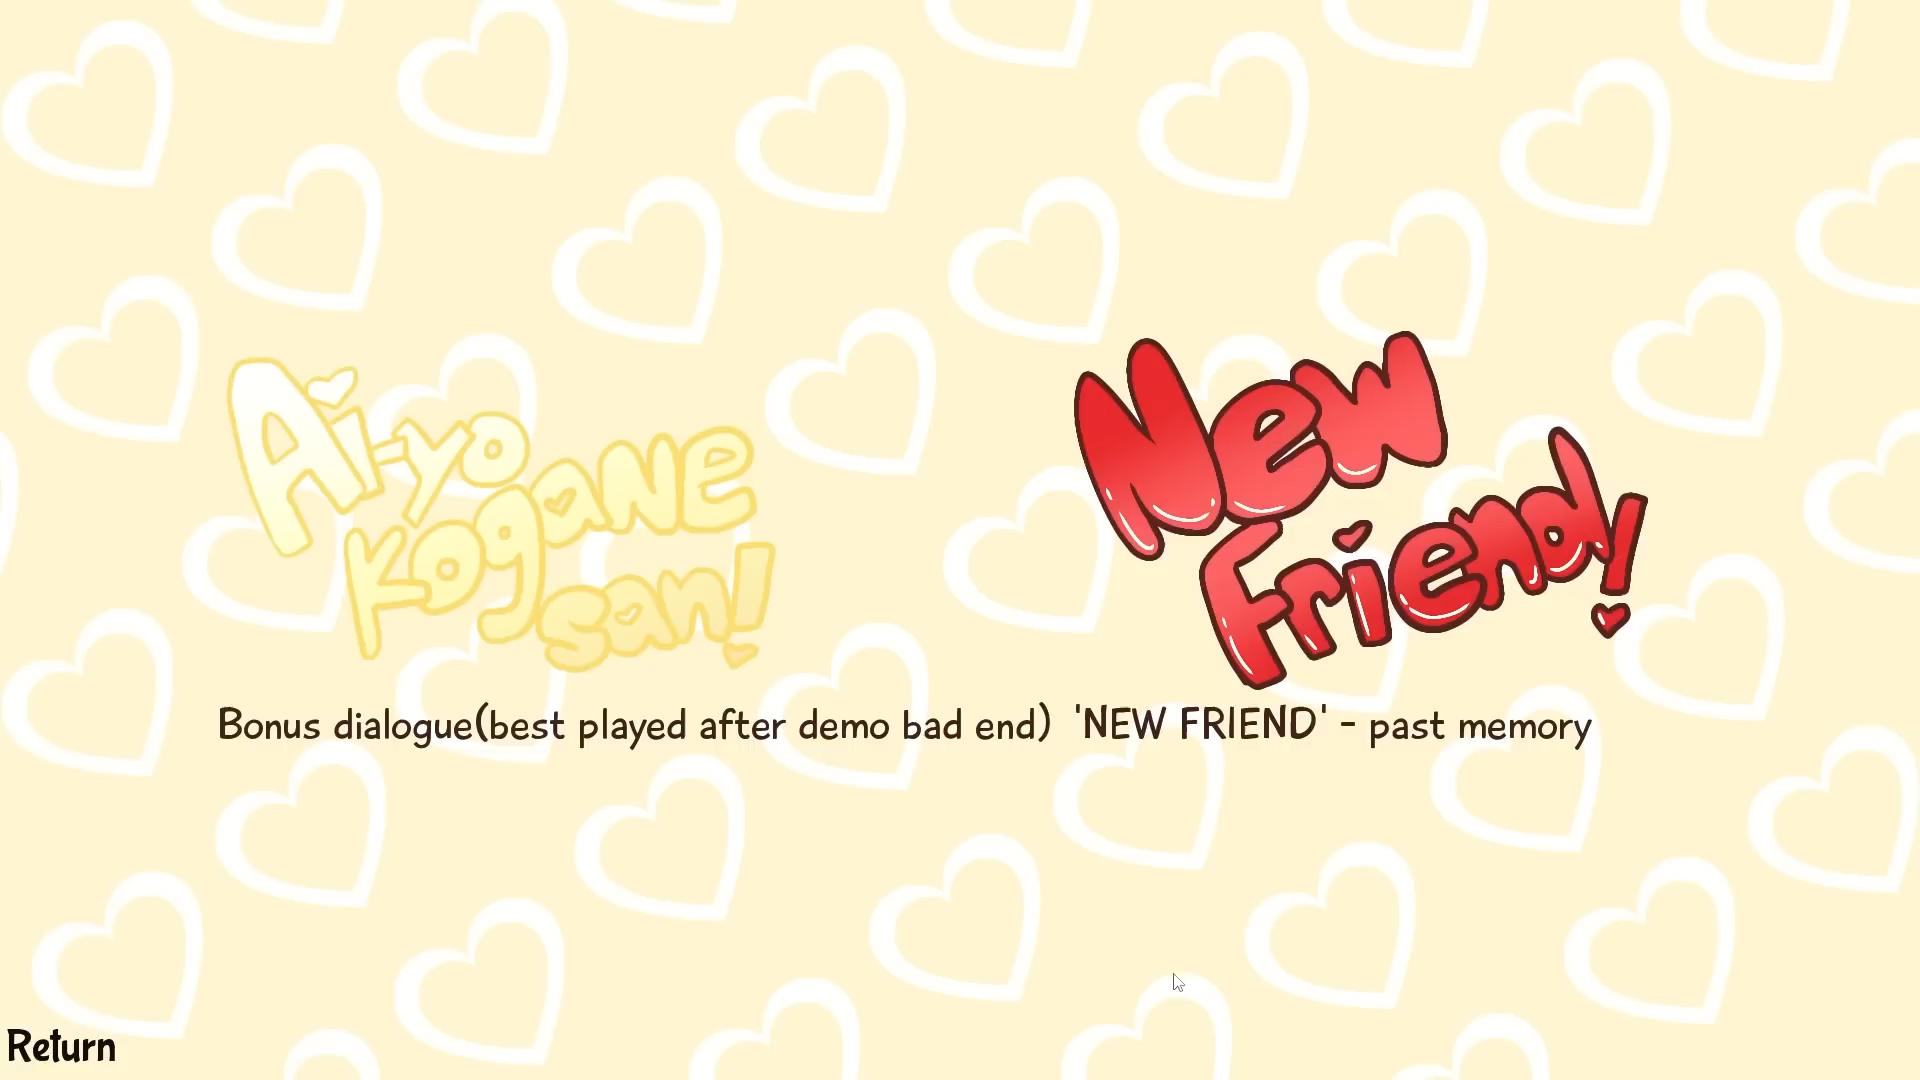 Ai-yo
kogane
san!
New
Friend!
Bonus dialogue(best played after demo bad end)
'NEW FRIEND' - past memory
Return